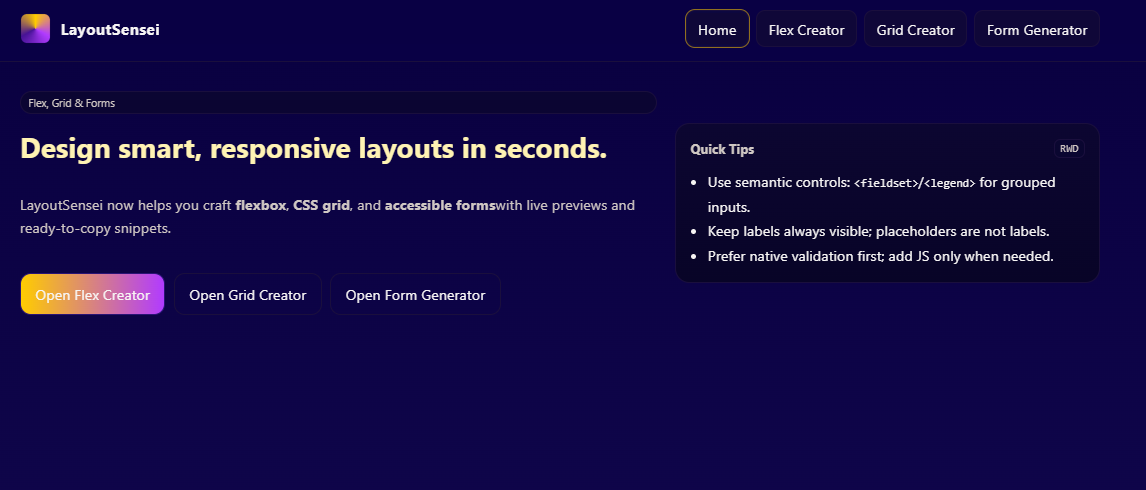 LayoutSensei
Home
Flex Creator
Grid Creator
Form Generator
Flex, Grid & Forms
Design smart, responsive layouts in seconds.
LayoutSensei now helps you craft flexbox, CSS grid, and accessible formswith live previews and
ready-to-copy snippets.
Open Flex Creator
Open Grid Creator
Open Form Generator
Quick Tips
RWD
• Use semantic controls: <fieldset>/<legend> for grouped
inputs.
• Keep labels always visible; placeholders are not labels.
• Prefer native validation first; add JS only when needed.